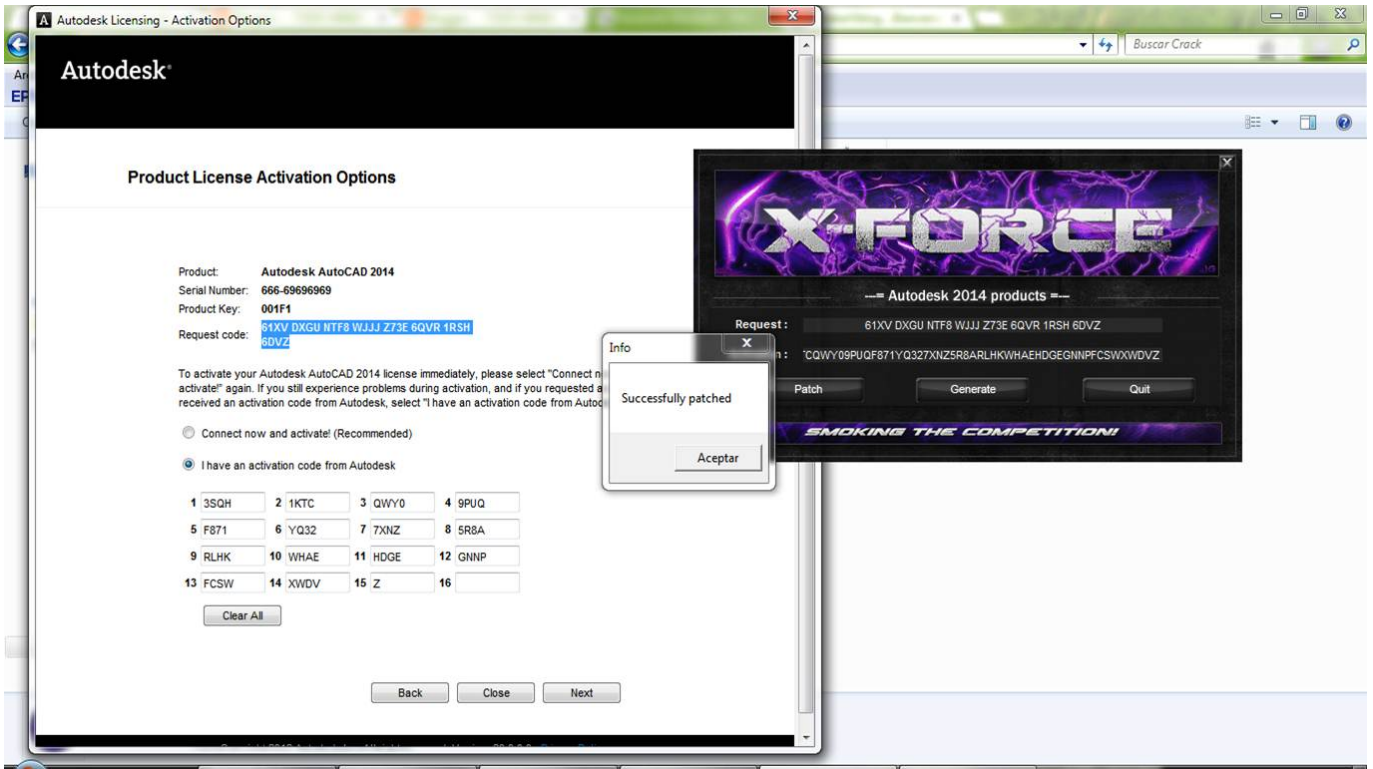 Autodesk Licensing - Activation Options
Buscar Crack
Autodesk
Product License Activation Options
Product: Autodesk AutoCAD 2014
Serial Number: 666-69696969
Product Key: 001F1
Request code: 61XV DXGU NTF8 WJJJ Z73E 6QVR 1RSH
6DVZ
To activate your Autodesk AutoCAD 2014 license immediately, please select "Connect
activate!" again. If you still experience problems during activation, and if you requested
received an activation code from Autodesk, select "I have an activation code from
Connect now and activate! (Recommended)
I have an activation code from Autodesk
1 3SQH 2 1KTC 3 QWY0 4 9PUQ
5 F871 6 YQ32 7 7XNZ 8 5R8A
9 RLHK 10 WHAE 11 HDGE 12 GNNP
13 FCSW 14 XWDV 15 Z 16
Clear All
Back Close Next
X-FORCE
---= Autodesk 2014 products =---
Request: 61XV DXGU NTF8 WJJJ Z73E 6QVR 1RSH 6DVZ
CQWY09PUQF871YQ327XNZ5R8ARLHKWHAEHDGEGNNPFCSWXWDVZ
Patch Generate Quit
SMOKING THE COMPETITION!
Info
Successfully patched
Aceptar